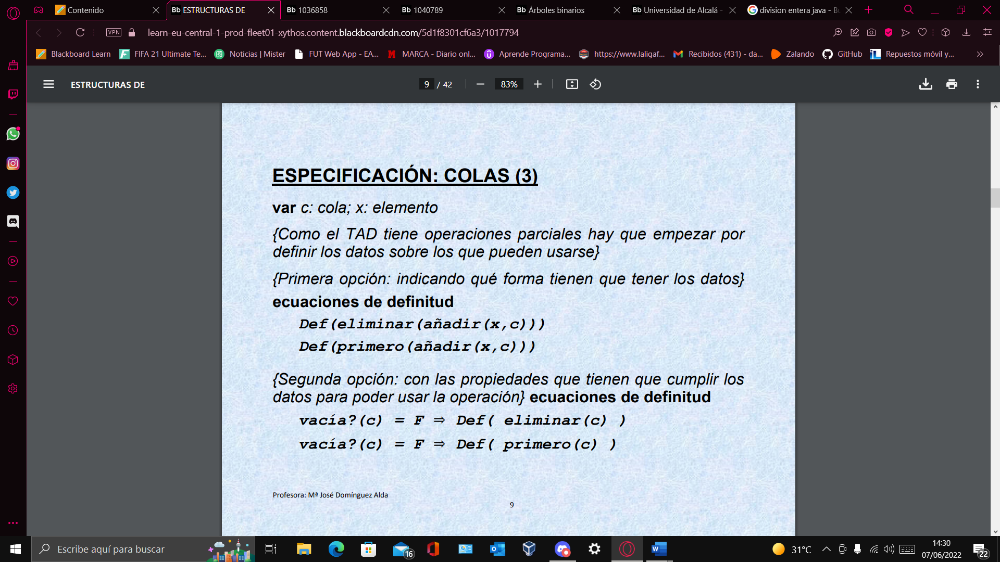 Contenido
Bb ESTRUCTURAS DE
Bb 1036858
Bb 1040789
Bb Árboles binarios
Bb Universidad de Alcalá -
division entera java - Bu
VPN
learn-eu-central-1-prod-fleet01-xythos.content.blackboardcdn.com/5d1f8301cf6a3/1017794
Blackboard Learn
FIFA 21 Ultimate Te...
Noticias | Mister
FUT Web App - EA...
MARCA - Diario onl...
Aprende Programa...
https://www.laligaf...
Recibidos (431) - da...
Zalando
GitHub
Repuestos móvil y...
ESTRUCTURAS DE
9 / 42
83%
ESPECIFICACIÓN: COLAS (3)
var c: cola; x: elemento
{Como el TAD tiene operaciones parciales hay que empezar por
definir los datos sobre los que pueden usarse}
{Primera opción: indicando qué forma tienen que tener los datos}
ecuaciones de definitud
Def(eliminar(añadir(x,c)))
Def(primero(añadir(x,c)))
{Segunda opción: con las propiedades que tienen que cumplir los
datos para poder usar la operación} ecuaciones de definitud
vacía?(c) = F ⇒ Def( eliminar(c) )
vacía?(c) = F ⇒ Def( primero(c) )
Profesora: Mª José Domínguez Alda
9
Escribe aquí para buscar
16
31°C
14:30
07/06/2022
22